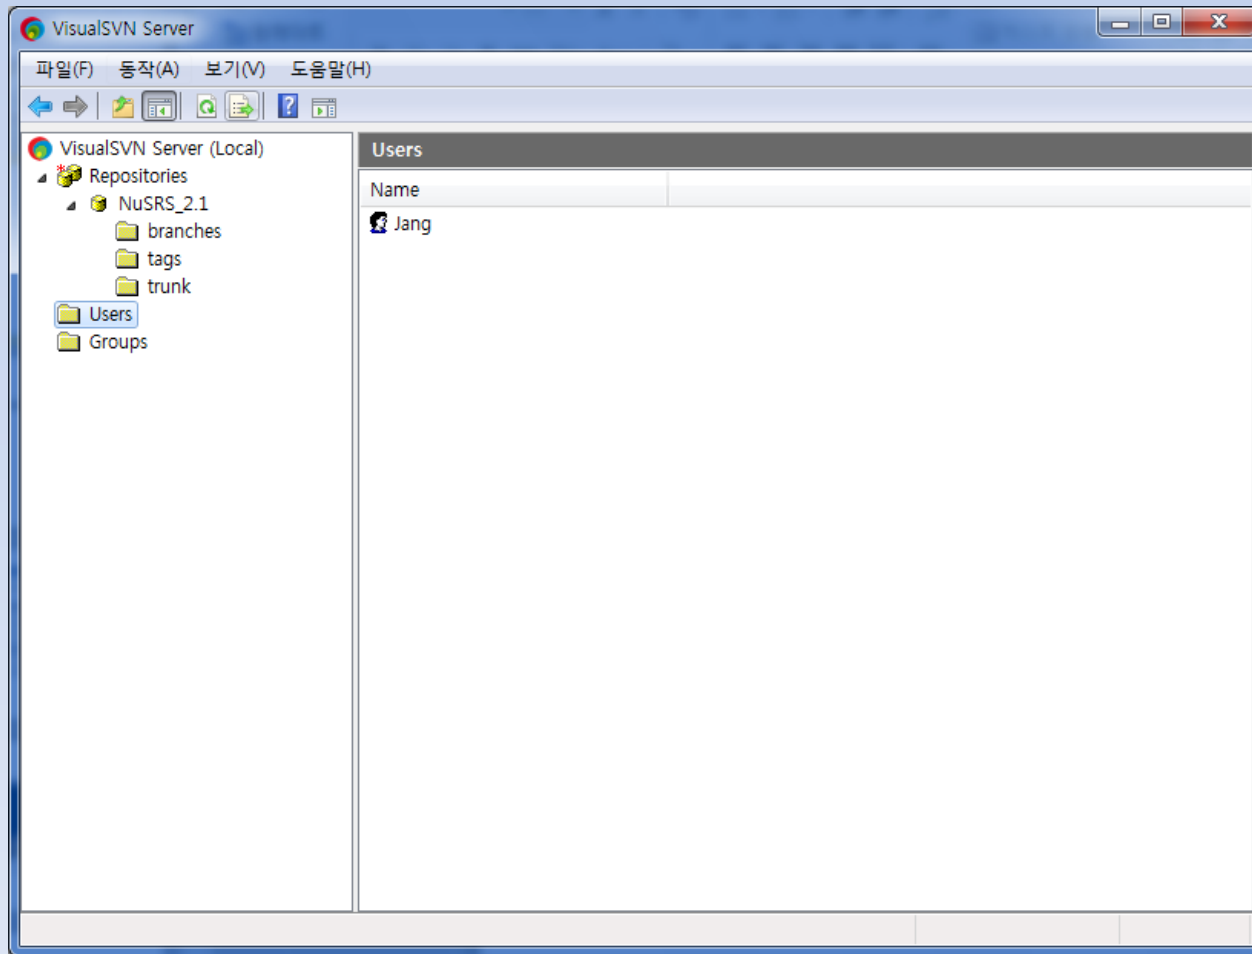 VisualSVN Server
파일(F) 동작(A) 보기(V) 도움말(H)
VisualSVN Server (Local)
Repositories
NuSRS_2.1
branches
tags
trunk
Users
Groups
Users
Name
Jang